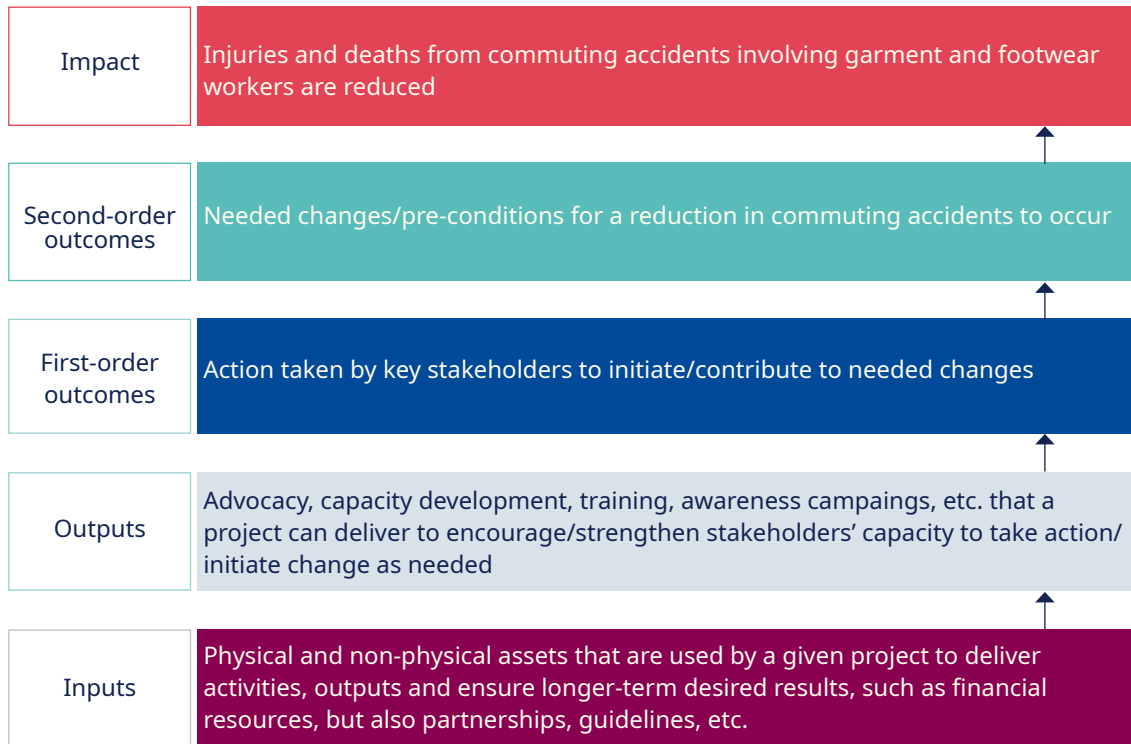 Impact
Injuries and deaths from commuting accidents involving garment and footwear
workers are reduced
Second-order
outcomes
Needed changes/pre-conditions for a reduction in commuting accidents to occur
First-order
outcomes
Action taken by key stakeholders to initiate/contribute to needed changes
Outputs
Advocacy, capacity development, training, awareness campaings, etc. that a
project can deliver to encourage/strengthen stakeholders’ capacity to take action/
initiate change as needed
Inputs
Physical and non-physical assets that are used by a given project to deliver
activities, outputs and ensure longer-term desired results, such as financial
resources, but also partnerships, guidelines, etc.